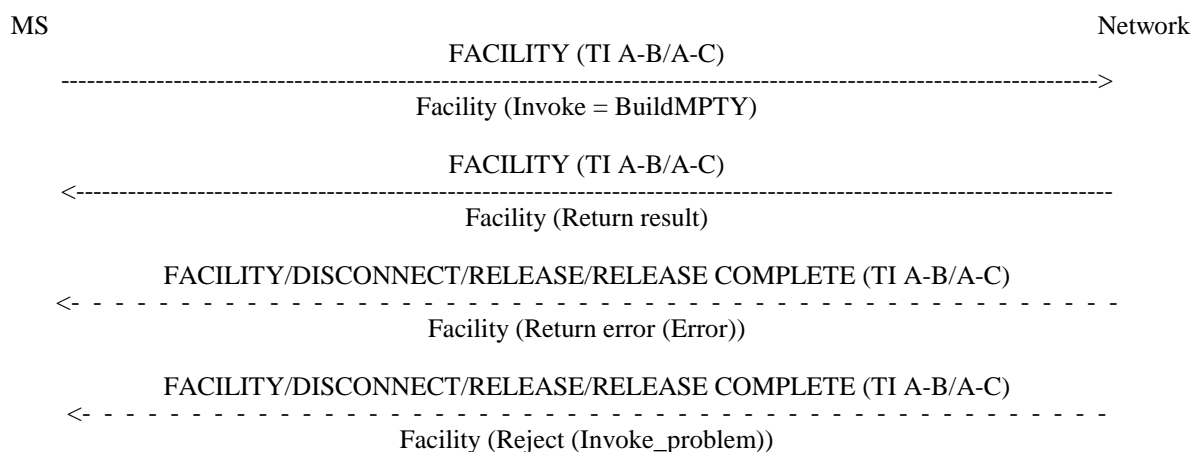 MS Network
FACILITY (TI A-B/A-C)
------------------------------------------------------------------------------------------------------------------------>
Facility (Invoke = BuildMPTY)
FACILITY (TI A-B/A-C)
<------------------------------------------------------------------------------------------------------------------------
Facility (Return result)
FACILITY/DISCONNECT/RELEASE/RELEASE COMPLETE (TI A-B/A-C)
<- - - - - - - - - - - - - - - - - - - - - - - - - - - - - - - - - - - - - - - - - - - - - - - - - - - - - - - - -
Facility (Return error (Error))
FACILITY/DISCONNECT/RELEASE/RELEASE COMPLETE (TI A-B/A-C)
<- - - - - - - - - - - - - - - - - - - - - - - - - - - - - - - - - - - - - - - - - - - - - - - - - - - - - - - -
Facility (Reject (Invoke_problem))